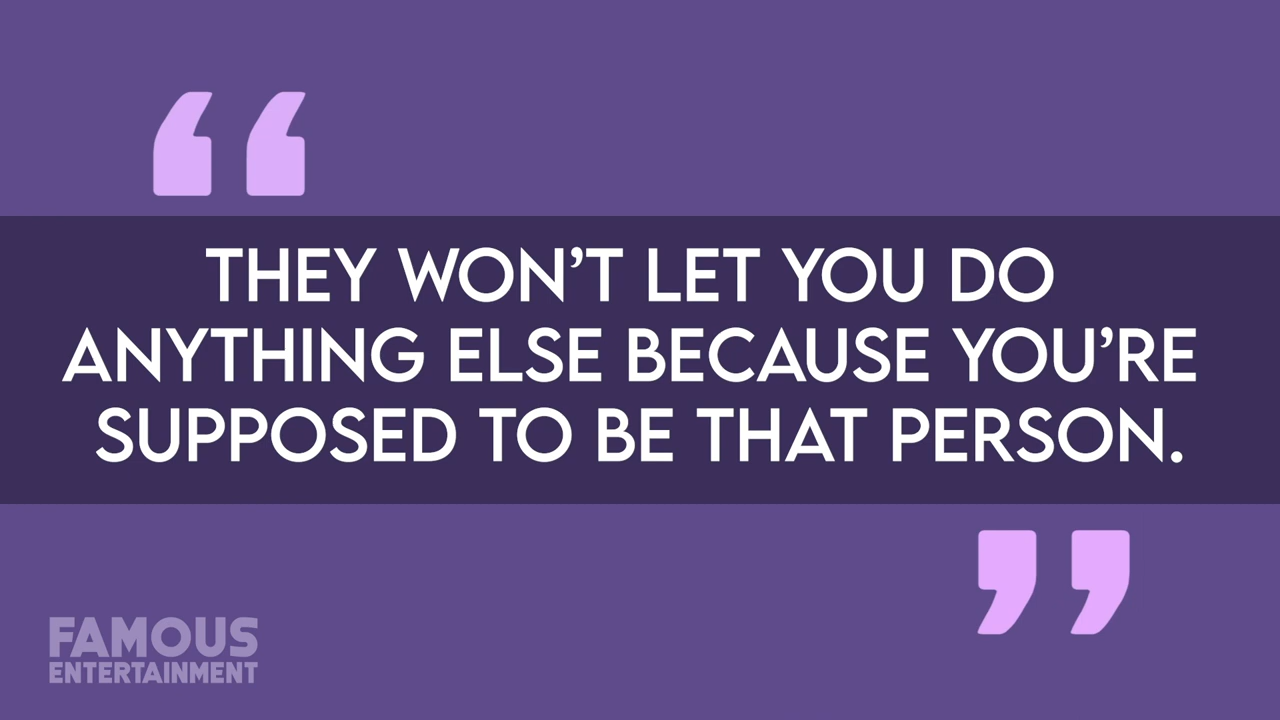 “
THEY WON’T LET YOU DO
ANYTHING ELSE BECAUSE YOU’RE
SUPPOSED TO BE THAT PERSON.
”
FAMOUS
ENTERTAINMENT